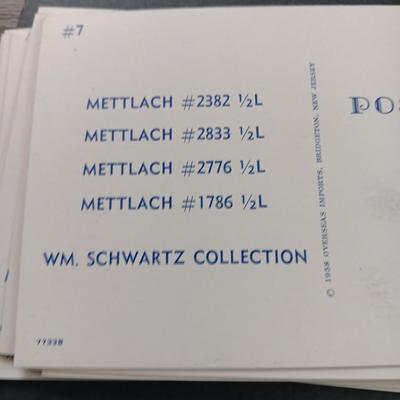 #7
METTLACH #2382 ½L
METTLACH #2833 ½L
METTLACH #2776 ½L
METTLACH #1786 ½L
WM. SCHWARTZ COLLECTION
77338
© 1958 OVERSEAS IMPORTS, BRIDGETON, NEW JERSEY
POS